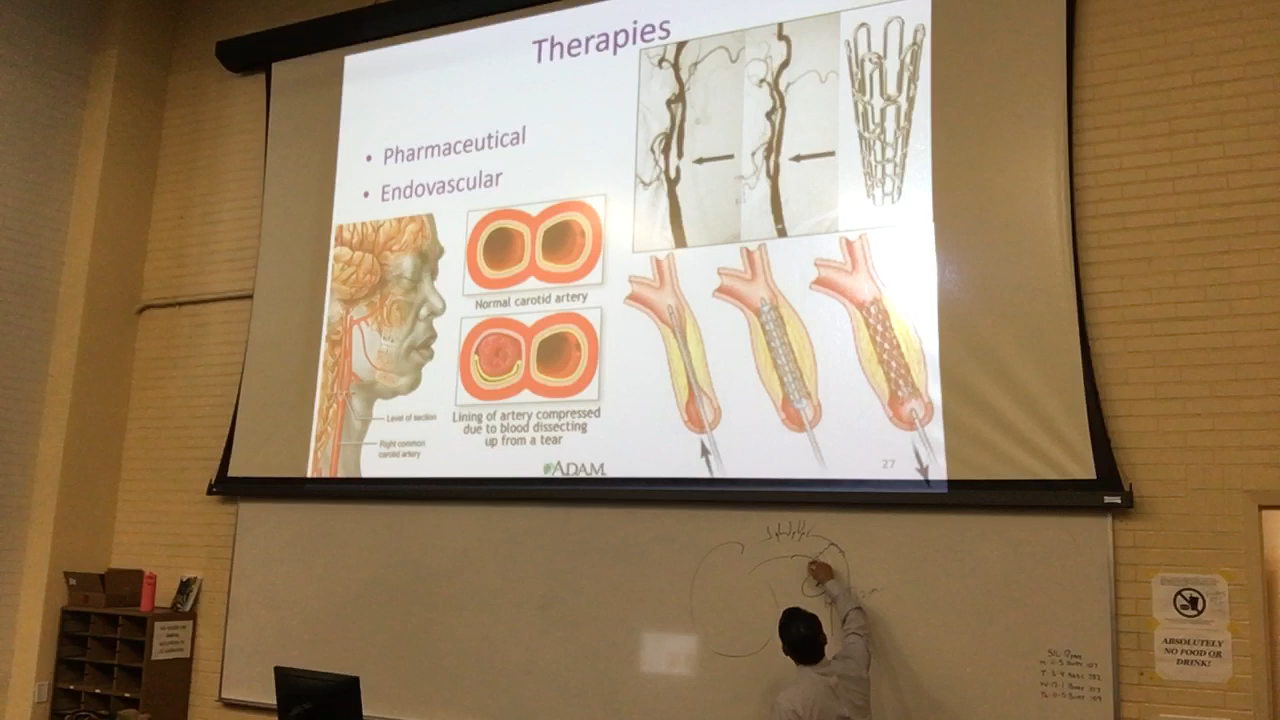 Therapies
• Pharmaceutical
• Endovascular
Normal carotid artery
Level of section
Right common
carotid artery
Lining of artery compressed
due to blood dissecting
up from a tear
ADAM
27
ABSOLUTELY
NO FOOD OR
DRINK!